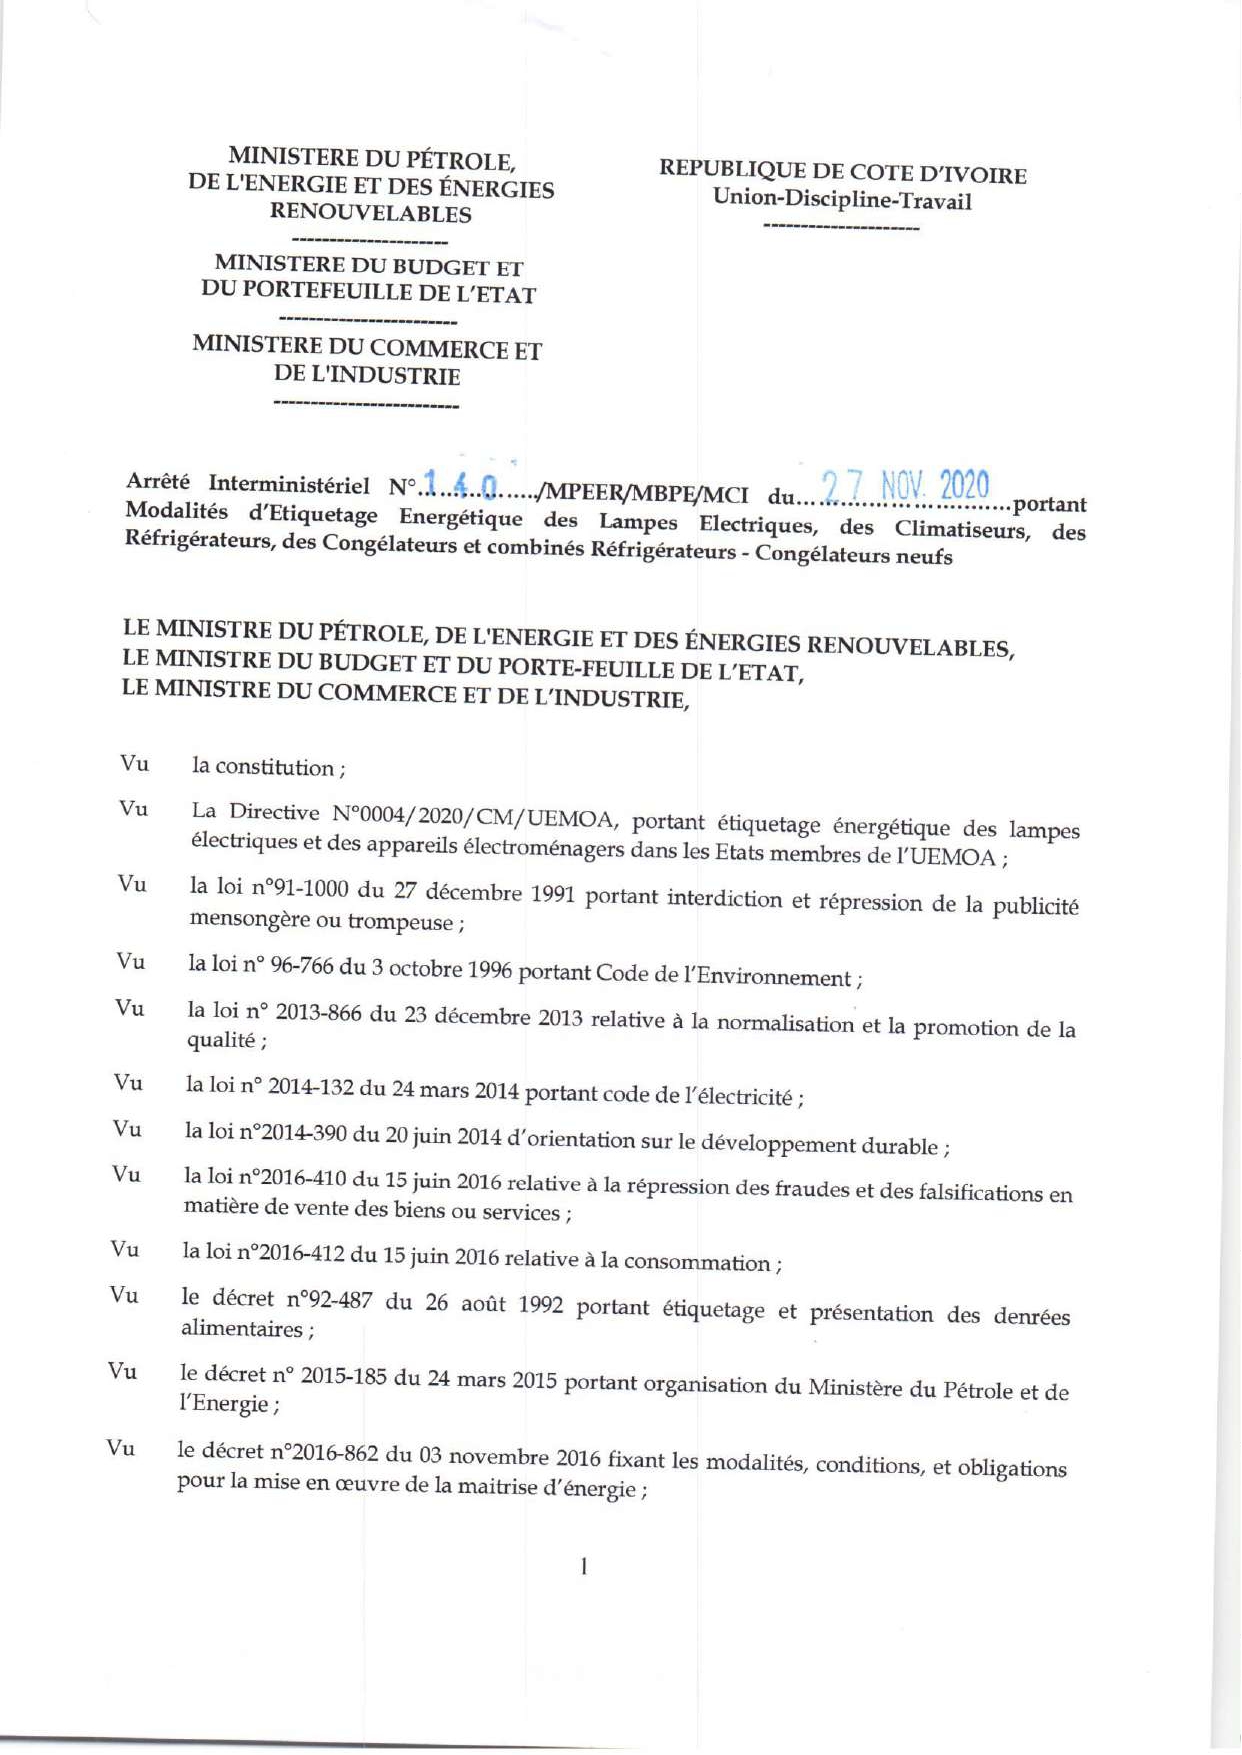 MINISTERE DU PÉTROLE,
DE L'ENERGIE ET DES ÉNERGIES
RENOUVELABLES
---------------------
MINISTERE DU BUDGET ET
DU PORTEFEUILLE DE L'ETAT
------------------------
MINISTERE DU COMMERCE ET
DE L'INDUSTRIE
-------------------------
REPUBLIQUE DE COTE D'IVOIRE
Union-Discipline-Travail
---------------------
Arrêté Interministériel N°..1.4.0....../MPEER/MBPE/MCI du....27 NOV. 2020....portant
Modalités d'Etiquetage Energétique des Lampes Electriques, des Climatiseurs, des
Réfrigérateurs, des Congélateurs et combinés Réfrigérateurs - Congélateurs neufs
LE MINISTRE DU PÉTROLE, DE L'ENERGIE ET DES ÉNERGIES RENOUVELABLES,
LE MINISTRE DU BUDGET ET DU PORTE-FEUILLE DE L'ETAT,
LE MINISTRE DU COMMERCE ET DE L'INDUSTRIE,
Vu la constitution ;
Vu La Directive N°0004/2020/CM/UEMOA, portant étiquetage énergétique des lampes
électriques et des appareils électroménagers dans les Etats membres de l'UEMOA ;
Vu la loi n°91-1000 du 27 décembre 1991 portant interdiction et répression de la publicité
mensongère ou trompeuse ;
Vu la loi n° 96-766 du 3 octobre 1996 portant Code de l'Environnement ;
Vu la loi n° 2013-866 du 23 décembre 2013 relative à la normalisation et la promotion de la
qualité ;
Vu la loi n° 2014-132 du 24 mars 2014 portant code de l'électricité ;
Vu la loi n°2014-390 du 20 juin 2014 d'orientation sur le développement durable ;
Vu la loi n°2016-410 du 15 juin 2016 relative à la répression des fraudes et des falsifications en
matière de vente des biens ou services ;
Vu la loi n°2016-412 du 15 juin 2016 relative à la consommation ;
Vu le décret n°92-487 du 26 août 1992 portant étiquetage et présentation des denrées
alimentaires ;
Vu le décret n° 2015-185 du 24 mars 2015 portant organisation du Ministère du Pétrole et de
l'Energie ;
Vu le décret n°2016-862 du 03 novembre 2016 fixant les modalités, conditions, et obligations
pour la mise en œuvre de la maitrise d'énergie ;
1